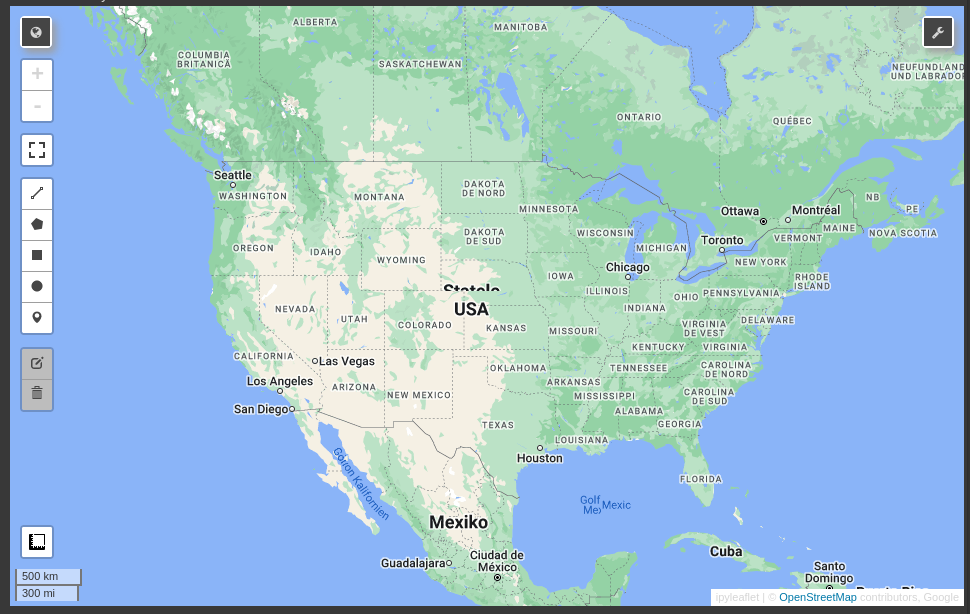 ALBERTA
MANITOBA
COLUMBIA
BRITANICĂ
SASKATCHEWAN
NEUFUNDLAND
UND LABRADOR
ONTARIO
QUÉBEC
Seattle
WASHINGTON
MONTANA
DAKOTA
DE NORD
MINNESOTA
Ottawa
Montréal
NB
PE
NOVA SCOTIA
MAINE
VERMONT
OREGON
IDAHO
WYOMING
DAKOTA
DE SUD
WISCONSIN
MICHIGAN
Toronto
NEW YORK
Chicago
IOWA
ILLINOIS
INDIANA
OHIO
PENNSYLVANIA
RHODE
ISLAND
Statele
USA
NEVADA
UTAH
COLORADO
KANSAS
MISSOURI
VIRGINIA
DE VEST
DELAWARE
KENTUCKY
VIRGINIA
CALIFORNIA
Las Vegas
OKLAHOMA
TENNESSEE
CAROLINA
DE NORD
Los Angeles
ARIZONA
NEW MEXICO
ARKANSAS
MISSISSIPPI
CAROLINA
DE SUD
San Diego
ALABAMA
GEORGIA
TEXAS
LOUISIANA
Houston
FLORIDA
Golf
Mexic
Mexiko
Guadalajara
Ciudad de
México
Cuba
Santo
Domingo
500 km
300 mi
ipyleaflet | © OpenStreetMap contributors, Google